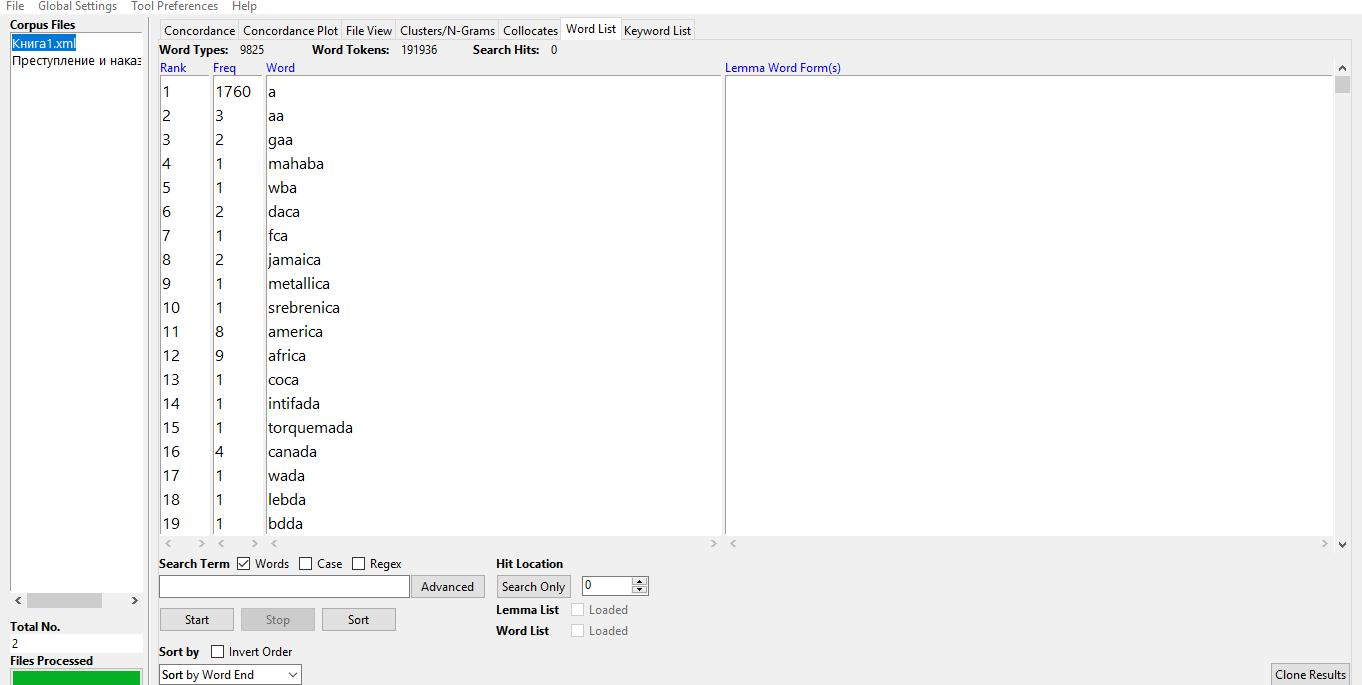 File Global Settings Tool Preferences Help
Corpus Files
Книга1.xml
Преступление и наказ
Total No.
2
Files Processed
Concordance Concordance Plot File View Clusters/N-Grams Collocates Word List Keyword List
Word Types: 9825 Word Tokens: 191936 Search Hits: 0
Rank Freq Word Lemma Word Form(s)
1 1760 a
2 3 aa
3 2 gaa
4 1 mahaba
5 1 wba
6 2 daca
7 1 fca
8 2 jamaica
9 1 metallica
10 1 srebrenica
11 8 america
12 9 africa
13 1 coca
14 1 intifada
15 1 torquemada
16 4 canada
17 1 wada
18 1 lebda
19 1 bdda
Search Term Words Case Regex Hit Location
Advanced Search Only 0
Start Stop Sort Lemma List Loaded
Word List Loaded
Sort by Invert Order
Sort by Word End Clone Results